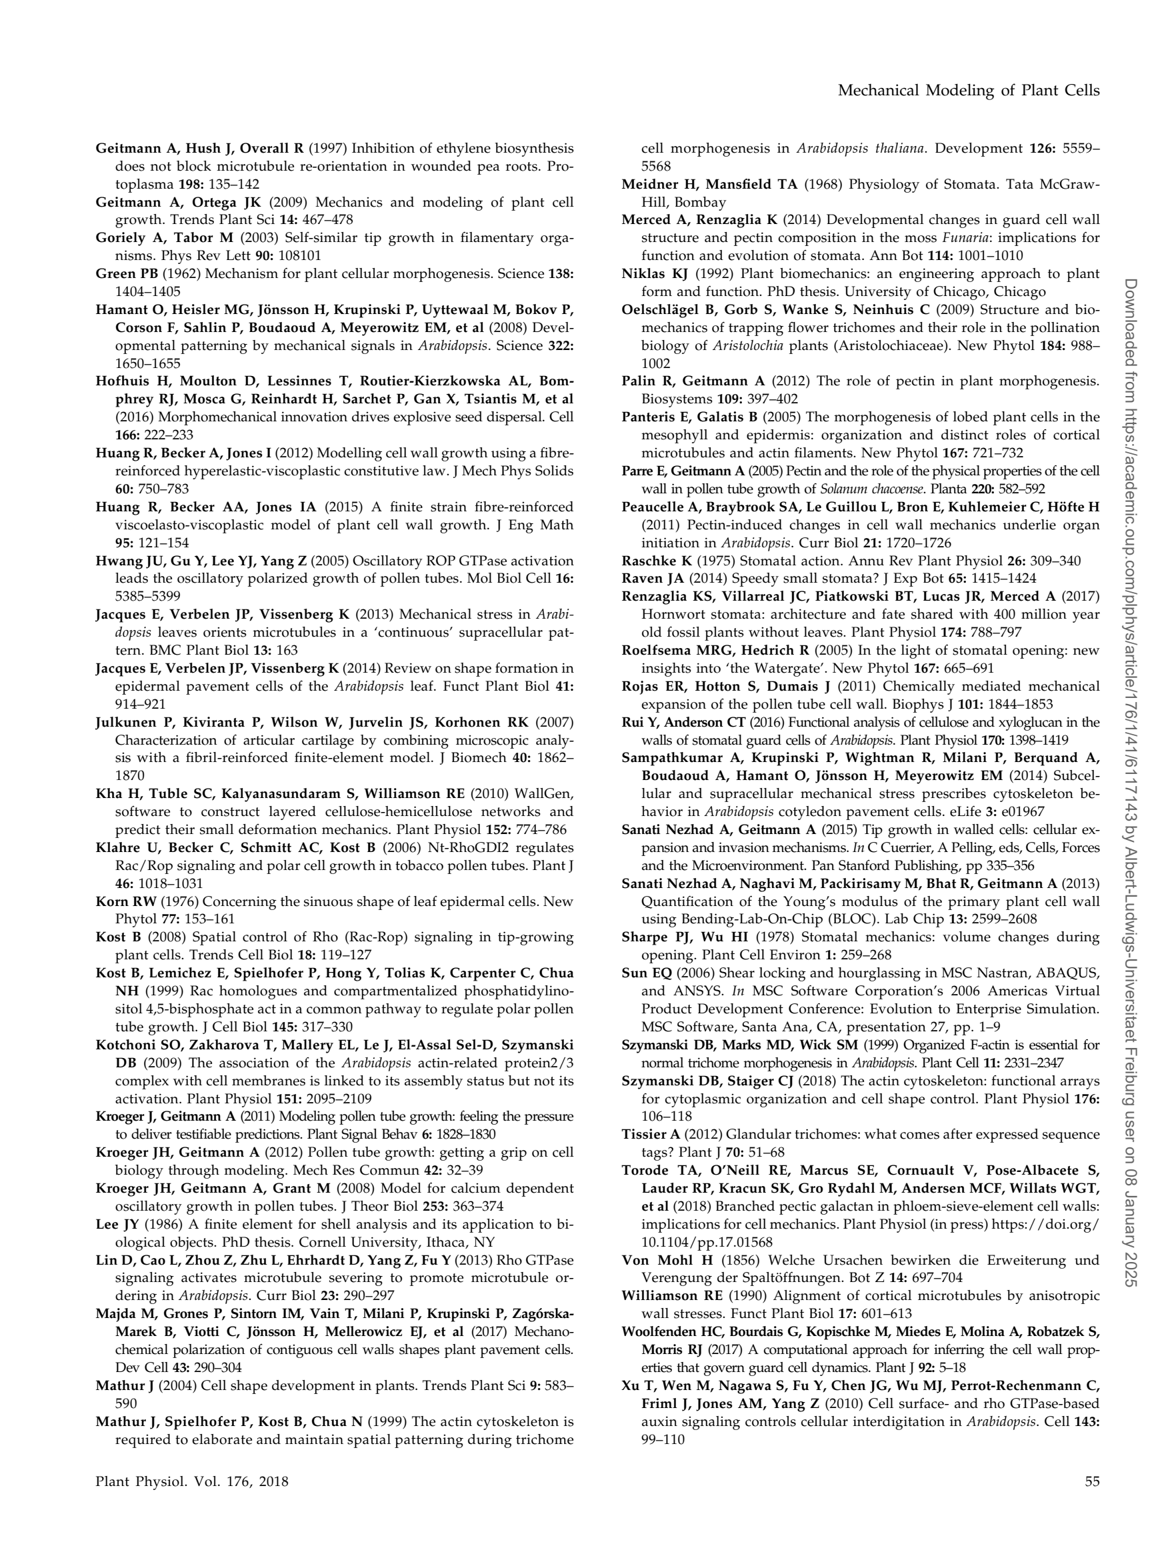 Mechanical Modeling of Plant Cells
Geitmann A, Hush J, Overall R (1997) Inhibition of ethylene biosynthesis
does not block microtubule re-orientation in wounded pea roots. Pro-
toplasma 198: 135–142
Geitmann A, Ortega JK (2009) Mechanics and modeling of plant cell
growth. Trends Plant Sci 14: 467–478
Goriely A, Tabor M (2003) Self-similar tip growth in filamentary orga-
nisms. Phys Rev Lett 90: 108101
Green PB (1962) Mechanism for plant cellular morphogenesis. Science 138:
1404–1405
Hamant O, Heisler MG, Jönsson H, Krupinski P, Uyttewaal M, Bokov P,
Corson F, Sahlin P, Boudaoud A, Meyerowitz EM, et al (2008) Devel-
opmental patterning by mechanical signals in Arabidopsis. Science 322:
1650–1655
Hofhuis H, Moulton D, Lessinnes T, Routier-Kierzkowska AL, Bom-
phrey RJ, Mosca G, Reinhardt H, Sarchet P, Gan X, Tsiantis M, et al
(2016) Morphomechanical innovation drives explosive seed dispersal. Cell
166: 222–233
Huang R, Becker A, Jones I (2012) Modelling cell wall growth using a fibre-
reinforced hyperelastic-viscoplastic constitutive law. J Mech Phys Solids
60: 750–783
Huang R, Becker AA, Jones IA (2015) A finite strain fibre-reinforced
viscoelasto-viscoplastic model of plant cell wall growth. J Eng Math
95: 121–154
Hwang JU, Gu Y, Lee YJ, Yang Z (2005) Oscillatory ROP GTPase activation
leads the oscillatory polarized growth of pollen tubes. Mol Biol Cell 16:
5385–5399
Jacques E, Verbelen JP, Vissenberg K (2013) Mechanical stress in Arabi-
dopsis leaves orients microtubules in a ‘continuous’ supracellular pat-
tern. BMC Plant Biol 13: 163
Jacques E, Verbelen JP, Vissenberg K (2014) Review on shape formation in
epidermal pavement cells of the Arabidopsis leaf. Funct Plant Biol 41:
914–921
Julkunen P, Kiviranta P, Wilson W, Jurvelin JS, Korhonen RK (2007)
Characterization of articular cartilage by combining microscopic analy-
sis with a fibril-reinforced finite-element model. J Biomech 40: 1862–
1870
Kha H, Tuble SC, Kalyanasundaram S, Williamson RE (2010) WallGen,
software to construct layered cellulose-hemicellulose networks and
predict their small deformation mechanics. Plant Physiol 152: 774–786
Klahre U, Becker C, Schmitt AC, Kost B (2006) Nt-RhoGDI2 regulates
Rac/Rop signaling and polar cell growth in tobacco pollen tubes. Plant J
46: 1018–1031
Korn RW (1976) Concerning the sinuous shape of leaf epidermal cells. New
Phytol 77: 153–161
Kost B (2008) Spatial control of Rho (Rac-Rop) signaling in tip-growing
plant cells. Trends Cell Biol 18: 119–127
Kost B, Lemichez E, Spielhofer P, Hong Y, Tolias K, Carpenter C, Chua
NH (1999) Rac homologues and compartmentalized phosphatidylino-
sitol 4,5-bisphosphate act in a common pathway to regulate polar pollen
tube growth. J Cell Biol 145: 317–330
Kotchoni SO, Zakharova T, Mallery EL, Le J, El-Assal Sel-D, Szymanski
DB (2009) The association of the Arabidopsis actin-related protein2/3
complex with cell membranes is linked to its assembly status but not its
activation. Plant Physiol 151: 2095–2109
Kroeger J, Geitmann A (2011) Modeling pollen tube growth: feeling the pressure
to deliver testifiable predictions. Plant Signal Behav 6: 1828–1830
Kroeger JH, Geitmann A (2012) Pollen tube growth: getting a grip on cell
biology through modeling. Mech Res Commun 42: 32–39
Kroeger JH, Geitmann A, Grant M (2008) Model for calcium dependent
oscillatory growth in pollen tubes. J Theor Biol 253: 363–374
Lee JY (1986) A finite element for shell analysis and its application to bi-
ological objects. PhD thesis. Cornell University, Ithaca, NY
Lin D, Cao L, Zhou Z, Zhu L, Ehrhardt D, Yang Z, Fu Y (2013) Rho GTPase
signaling activates microtubule severing to promote microtubule or-
dering in Arabidopsis. Curr Biol 23: 290–297
Majda M, Grones P, Sintorn IM, Vain T, Milani P, Krupinski P, Zagórska-
Marek B, Viotti C, Jönsson H, Mellerowicz EJ, et al (2017) Mechano-
chemical polarization of contiguous cell walls shapes plant pavement cells.
Dev Cell 43: 290–304
Mathur J (2004) Cell shape development in plants. Trends Plant Sci 9: 583–
590
Mathur J, Spielhofer P, Kost B, Chua N (1999) The actin cytoskeleton is
required to elaborate and maintain spatial patterning during trichome
cell morphogenesis in Arabidopsis thaliana. Development 126: 5559–
5568
Meidner H, Mansfield TA (1968) Physiology of Stomata. Tata McGraw-
Hill, Bombay
Merced A, Renzaglia K (2014) Developmental changes in guard cell wall
structure and pectin composition in the moss Funaria: implications for
function and evolution of stomata. Ann Bot 114: 1001–1010
Niklas KJ (1992) Plant biomechanics: an engineering approach to plant
form and function. PhD thesis. University of Chicago, Chicago
Oelschlägel B, Gorb S, Wanke S, Neinhuis C (2009) Structure and bio-
mechanics of trapping flower trichomes and their role in the pollination
biology of Aristolochia plants (Aristolochiaceae). New Phytol 184: 988–
1002
Palin R, Geitmann A (2012) The role of pectin in plant morphogenesis.
Biosystems 109: 397–402
Panteris E, Galatis B (2005) The morphogenesis of lobed plant cells in the
mesophyll and epidermis: organization and distinct roles of cortical
microtubules and actin filaments. New Phytol 167: 721–732
Parre E, Geitmann A (2005) Pectin and the role of the physical properties of the cell
wall in pollen tube growth of Solanum chacoense. Planta 220: 582–592
Peaucelle A, Braybrook SA, Le Guillou L, Bron E, Kuhlemeier C, Höfte H
(2011) Pectin-induced changes in cell wall mechanics underlie organ
initiation in Arabidopsis. Curr Biol 21: 1720–1726
Raschke K (1975) Stomatal action. Annu Rev Plant Physiol 26: 309–340
Raven JA (2014) Speedy small stomata? J Exp Bot 65: 1415–1424
Renzaglia KS, Villarreal JC, Piatkowski BT, Lucas JR, Merced A (2017)
Hornwort stomata: architecture and fate shared with 400 million year
old fossil plants without leaves. Plant Physiol 174: 788–797
Roelfsema MRG, Hedrich R (2005) In the light of stomatal opening: new
insights into ‘the Watergate’. New Phytol 167: 665–691
Rojas ER, Hotton S, Dumais J (2011) Chemically mediated mechanical
expansion of the pollen tube cell wall. Biophys J 101: 1844–1853
Rui Y, Anderson CT (2016) Functional analysis of cellulose and xyloglucan in the
walls of stomatal guard cells of Arabidopsis. Plant Physiol 170: 1398–1419
Sampathkumar A, Krupinski P, Wightman R, Milani P, Berquand A,
Boudaoud A, Hamant O, Jönsson H, Meyerowitz EM (2014) Subcel-
lular and supracellular mechanical stress prescribes cytoskeleton be-
havior in Arabidopsis cotyledon pavement cells. eLife 3: e01967
Sanati Nezhad A, Geitmann A (2015) Tip growth in walled cells: cellular ex-
pansion and invasion mechanisms. In C Cuerrier, A Pelling, eds, Cells, Forces
and the Microenvironment. Pan Stanford Publishing, pp 335–356
Sanati Nezhad A, Naghavi M, Packirisamy M, Bhat R, Geitmann A (2013)
Quantification of the Young’s modulus of the primary plant cell wall
using Bending-Lab-On-Chip (BLOC). Lab Chip 13: 2599–2608
Sharpe PJ, Wu HI (1978) Stomatal mechanics: volume changes during
opening. Plant Cell Environ 1: 259–268
Sun EQ (2006) Shear locking and hourglassing in MSC Nastran, ABAQUS,
and ANSYS. In MSC Software Corporation’s 2006 Americas Virtual
Product Development Conference: Evolution to Enterprise Simulation.
MSC Software, Santa Ana, CA, presentation 27, pp. 1–9
Szymanski DB, Marks MD, Wick SM (1999) Organized F-actin is essential for
normal trichome morphogenesis in Arabidopsis. Plant Cell 11: 2331–2347
Szymanski DB, Staiger CJ (2018) The actin cytoskeleton: functional arrays
for cytoplasmic organization and cell shape control. Plant Physiol 176:
106–118
Tissier A (2012) Glandular trichomes: what comes after expressed sequence
tags? Plant J 70: 51–68
Torode TA, O’Neill RE, Marcus SE, Cornuault V, Pose-Albacete S,
Lauder RP, Kracun SK, Gro Rydahl M, Andersen MCF, Willats WGT,
et al (2018) Branched pectic galactan in phloem-sieve-element cell walls:
implications for cell mechanics. Plant Physiol (in press) https://doi.org/
10.1104/pp.17.01568
Von Mohl H (1856) Welche Ursachen bewirken die Erweiterung und
Verengung der Spaltöffnungen. Bot Z 14: 697–704
Williamson RE (1990) Alignment of cortical microtubules by anisotropic
wall stresses. Funct Plant Biol 17: 601–613
Woolfenden HC, Bourdais G, Kopischke M, Miedes E, Molina A, Robatzek S,
Morris RJ (2017) A computational approach for inferring the cell wall prop-
erties that govern guard cell dynamics. Plant J 92: 5–18
Xu T, Wen M, Nagawa S, Fu Y, Chen JG, Wu MJ, Perrot-Rechenmann C,
Friml J, Jones AM, Yang Z (2010) Cell surface- and rho GTPase-based
auxin signaling controls cellular interdigitation in Arabidopsis. Cell 143:
99–110
Plant Physiol. Vol. 176, 2018
55
Downloaded from https://academic.oup.com/plphys/article/176/1/41/6117143 by Albert-Ludwigs-Universitaet Freiburg user on 08 January 2025